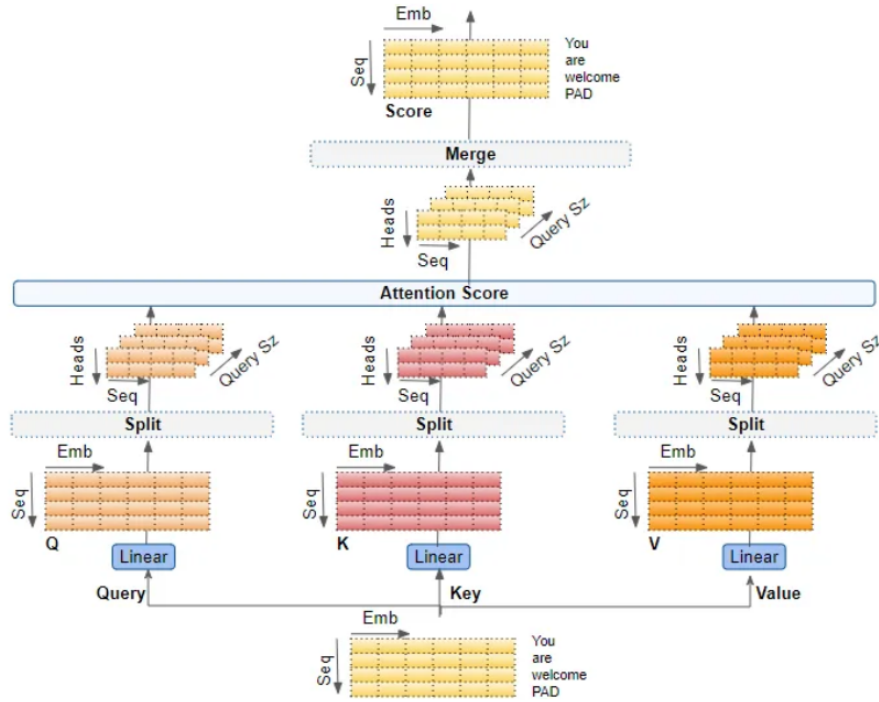 Emb
Seq
You
are
welcome
PAD
Score
Merge
Heads
Query Sz
Seq
Attention Score
Heads
Query Sz
Seq
Heads
Query Sz
Seq
Heads
Query Sz
Seq
Split
Split
Split
Emb
Emb
Emb
Seq
Seq
Seq
Q
K
V
Linear
Linear
Linear
Query
Key
Value
Emb
Seq
You
are
welcome
PAD